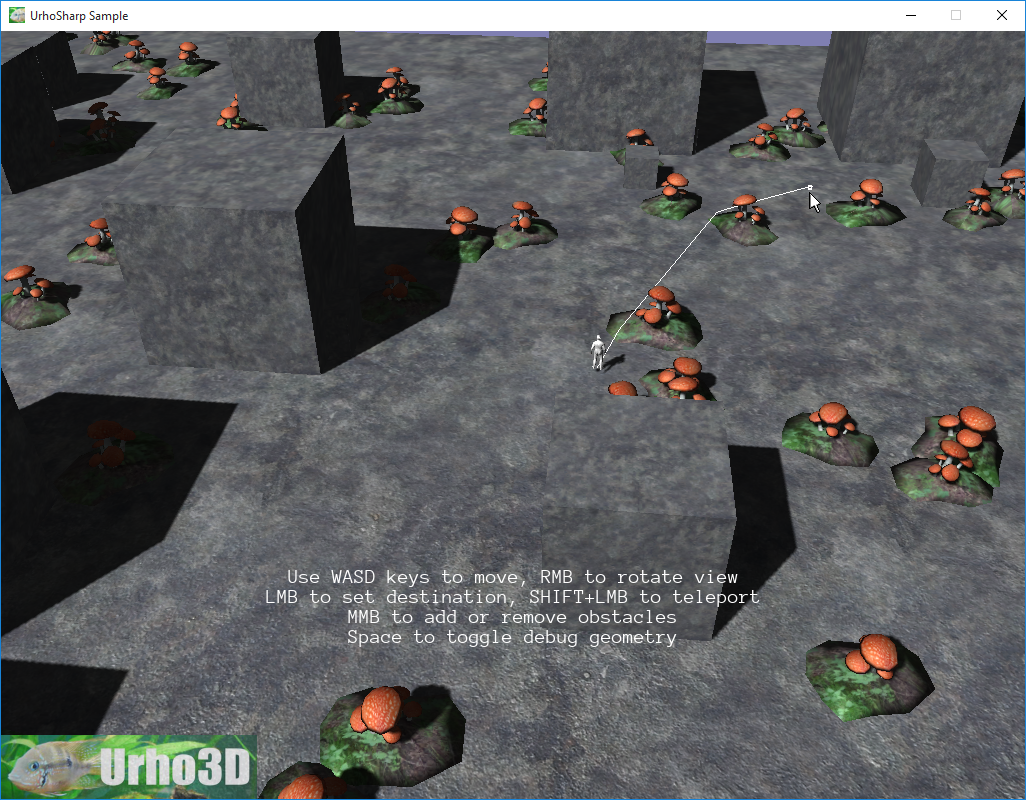 UrhoSharp Sample
Use WASD keys to move, RMB to rotate view
LMB to set destination, SHIFT+LMB to teleport
MMB to add or remove obstacles
Space to toggle debug geometry
Urho3D